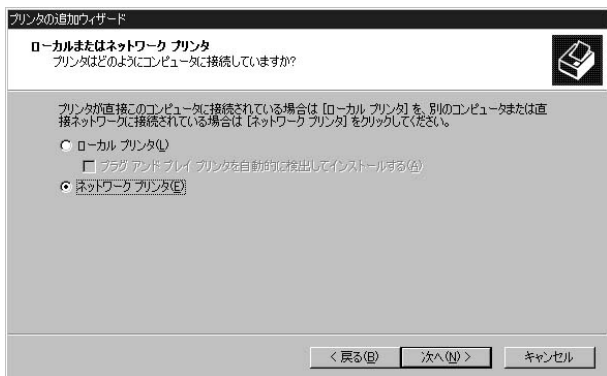 プリンタの追加ウィザード
ローカルまたはネットワーク プリンタ
プリンタはどのようにコンピュータに接続していますか?
プリンタが直接このコンピュータに接続されている場合は [ローカル プリンタ] を、別のコンピュータまたは直
接ネットワークに接続されている場合は [ネットワーク プリンタ] をクリックしてください。
ローカル プリンタ(L)
プラグ アンド プレイ プリンタを自動的に検出してインストールする(A)
ネットワーク プリンタ(E)
< 戻る(B) 次へ(N) > キャンセル